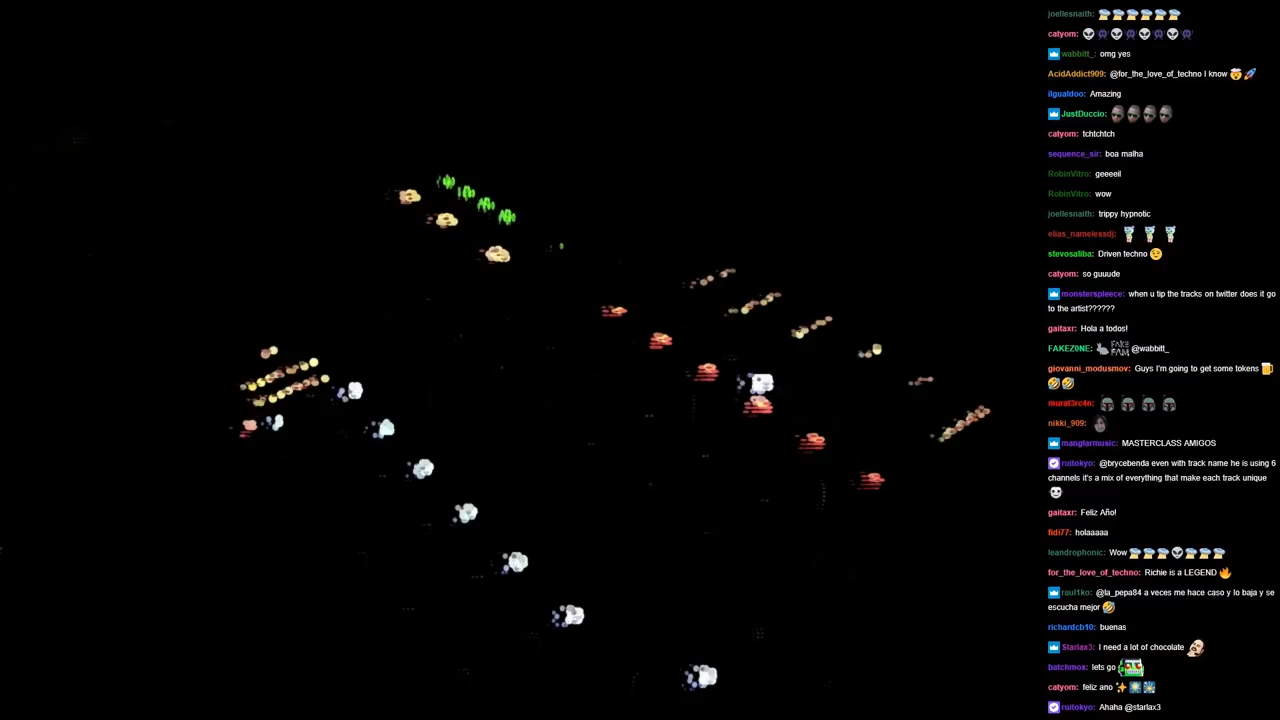 joellesnaith:
catyom:
wabbitt_: omg yes
AcidAddict909: @for_the_love_of_techno I know
ilgualdoo: Amazing
JustDuccio:
catyom: tchtchtch
sequence_sir: boa malha
RobinVitro: geeeeil
RobinVitro: wow
joellesnaith: trippy hypnotic
elias_namelessdj:
stevosaliba: Driven techno
catyom: so guuude
monsterspleece: when u tip the tracks on twitter does it go
to the artist??????
gaitaxr: Hola a todos!
FAKEZ0NE: FAKE FAM @wabbitt_
giovanni_modusmov: Guys I'm going to get some tokens
murat3rc4n:
nikki_909:
manglarmusic: MASTERCLASS AMIGOS
ruitokyo: @brycebenda even with track name he is using 6
channels it's a mix of everything that make each track unique
gaitaxr: Feliz Año!
fidi77: holaaaaa
leandrophonic: Wow
for_the_love_of_techno: Richie is a LEGEND
raul1ko: @la_pepa84 a veces me hace caso y lo baja y se
escucha mejor
richardcb10: buenas
Starlax3: I need a lot of chocolate
batchmox: lets go
catyom: feliz ano
ruitokyo: Ahaha @starlax3